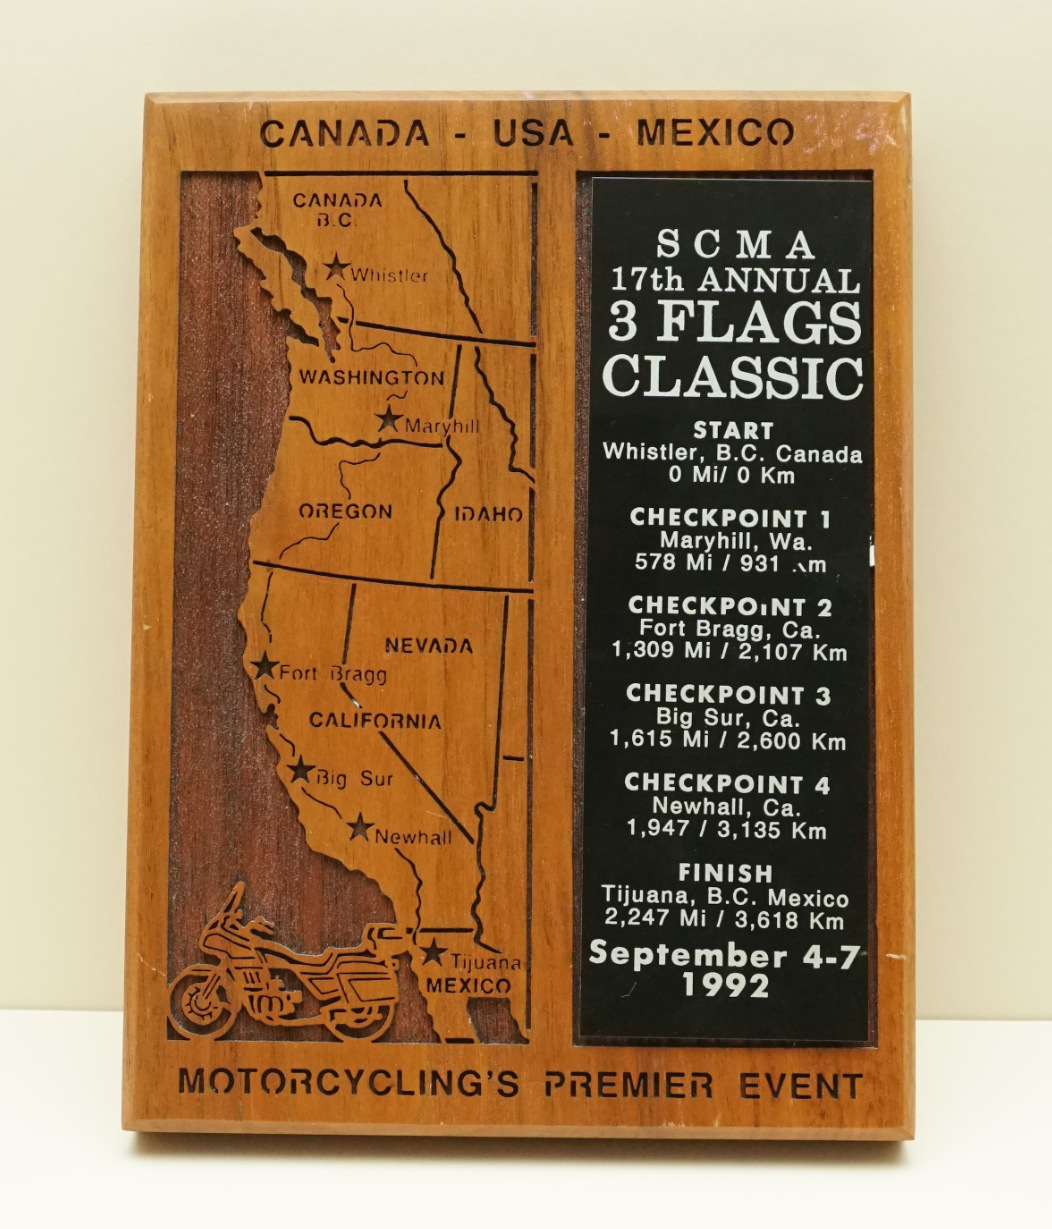 CANADA - USA - MEXICO
CANADA
B.C.
Whistler
WASHINGTON
Maryhill
OREGON
IDAHO
NEVADA
Fort Bragg
CALIFORNIA
Big Sur
Newhall
Tijuana
MEXICO
SCMA
17th ANNUAL
3 FLAGS
CLASSIC
START
Whistler, B.C. Canada
0 Mi/ 0 Km
CHECKPOINT 1
Maryhill, Wa.
578 Mi / 931 Km
CHECKPOINT 2
Fort Bragg, Ca.
1,309 Mi / 2,107 Km
CHECKPOINT 3
Big Sur, Ca.
1,615 Mi / 2,600 Km
CHECKPOINT 4
Newhall, Ca.
1,947 / 3,135 Km
FINISH
Tijuana, B.C. Mexico
2,247 Mi / 3,618 Km
September 4-7
1992
MOTORCYCLING'S PREMIER EVENT